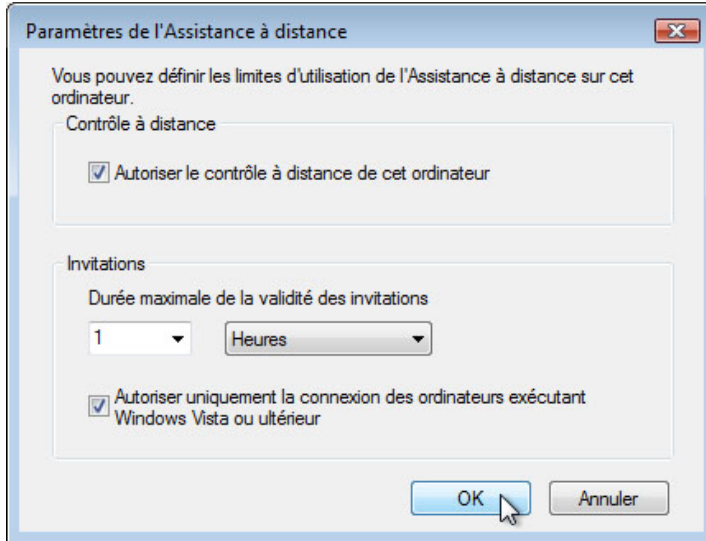 Paramètres de l'Assistance à distance
Vous pouvez définir les limites d'utilisation de l'Assistance à distance sur cet
ordinateur.
Contrôle à distance
Autoriser le contrôle à distance de cet ordinateur
Invitations
Durée maximale de la validité des invitations
1 Heures
Autoriser uniquement la connexion des ordinateurs exécutant
Windows Vista ou ultérieur
OK Annuler